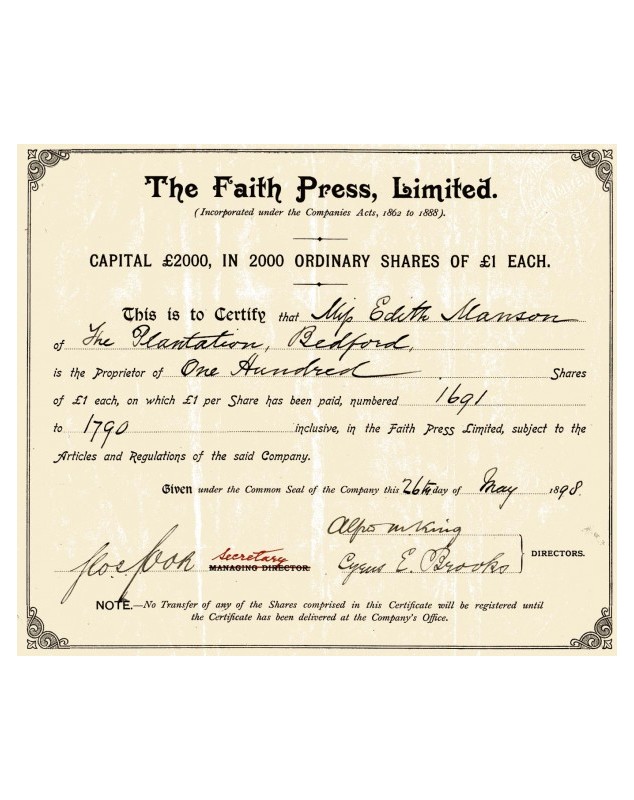 The Faith Press, Limited.
(Incorporated under the Companies Acts, 1862 to 1888).
CAPITAL £2000, IN 2000 ORDINARY SHARES OF £1 EACH.
This is to Certify that Miss Edith Manson
of The Plantation, Bedford,
is the Proprietor of One Hundred Shares
of £1 each, on which £1 per Share has been paid, numbered 1691
to 1790 inclusive, in the Faith Press Limited, subject to the
Articles and Regulations of the said Company.
Given under the Common Seal of the Company this 26th day of May 1898.
Alfred W King
secretary
MANAGING DIRECTOR
Cyrus E. Brooks
DIRECTORS.
NOTE.—No Transfer of any of the Shares comprised in this Certificate will be registered until
the Certificate has been delivered at the Company's Office.